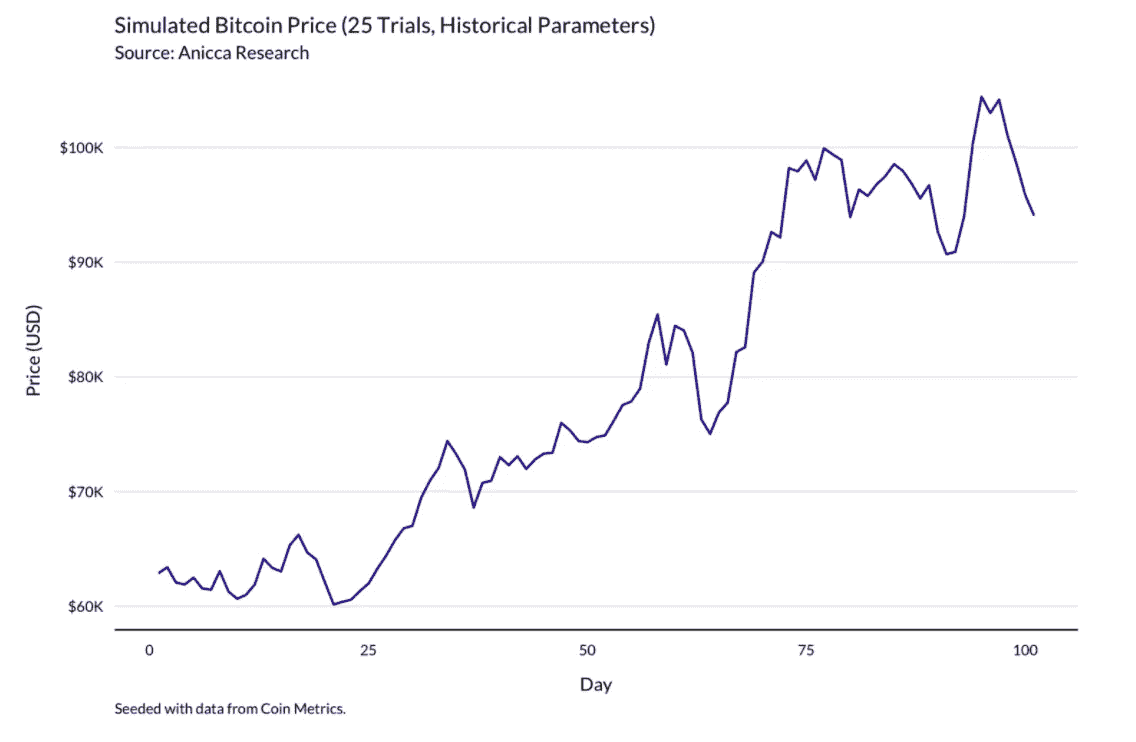 Simulated Bitcoin Price (25 Trials, Historical Parameters)
Source: Anicca Research
$100K
$90K
$80K
$70K
$60K
Price (USD)
0 25 50 75 100
Day
Seeded with data from Coin Metrics.